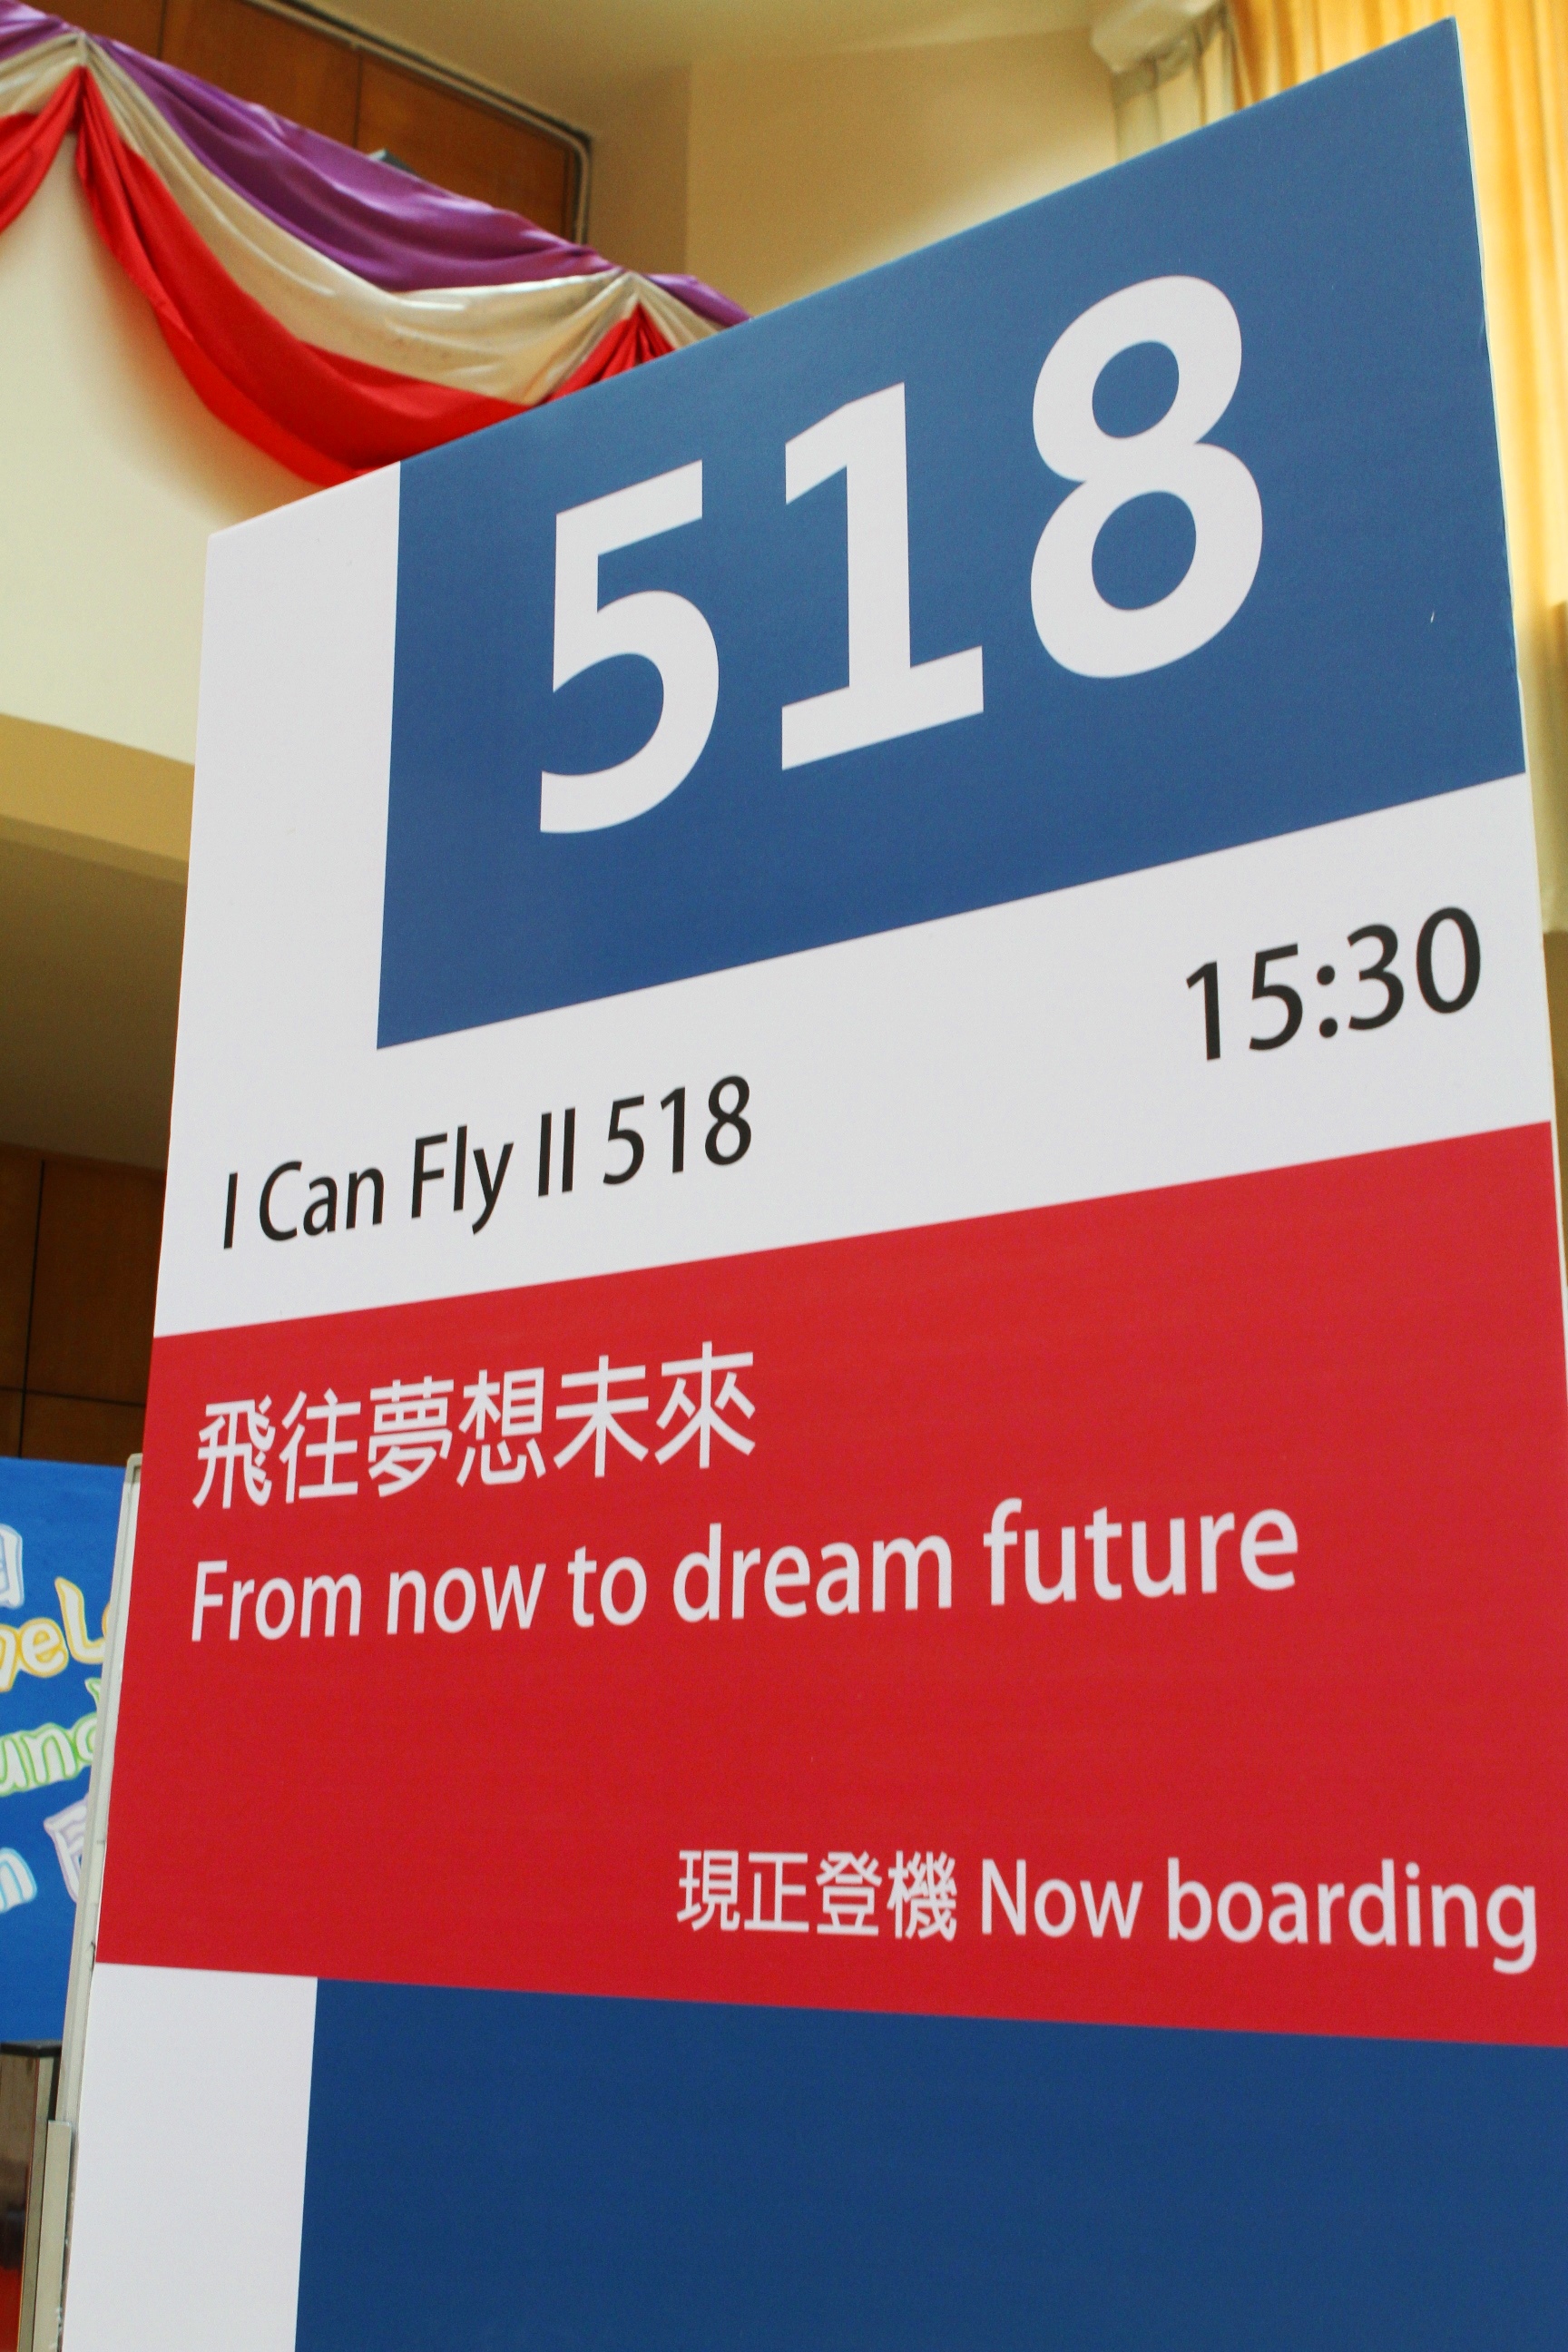 518
15:30
I Can Fly II 518
飛往夢想未來
From now to dream future
現正登機 Now boarding